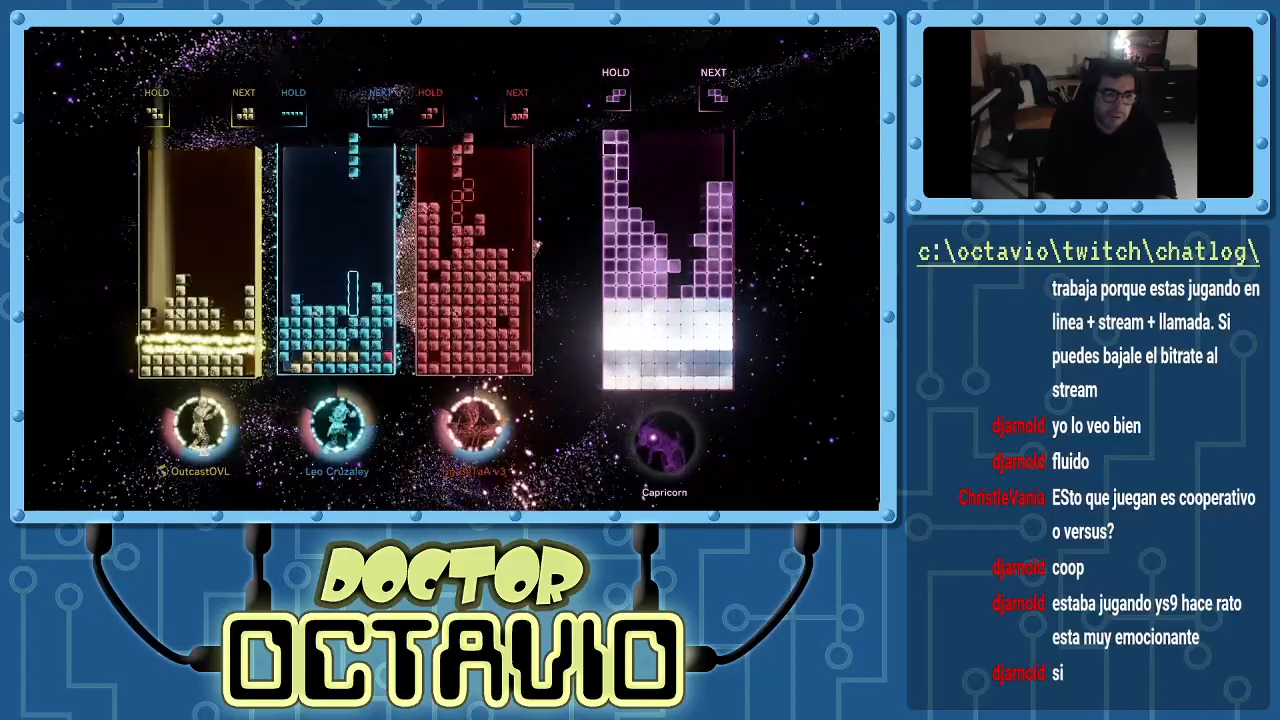 HOLD NEXT
HOLD NEXT HOLD NEXT HOLD NEXT
OutcastOVL Leo Cruzaley
Capricorn
DOCTOR
OCTAVIO
c:\octavio\twitch\chatlog\
trabaja porque estas jugando en
linea + stream + llamada. Si
puedes bajale el bitrate al
stream
djarnold yo lo veo bien
djarnold fluido
ChristleVania ESto que juegan es cooperativo
o versus?
djarnold coop
djarnold estaba jugando ys9 hace rato
esta muy emocionante
djarnold si